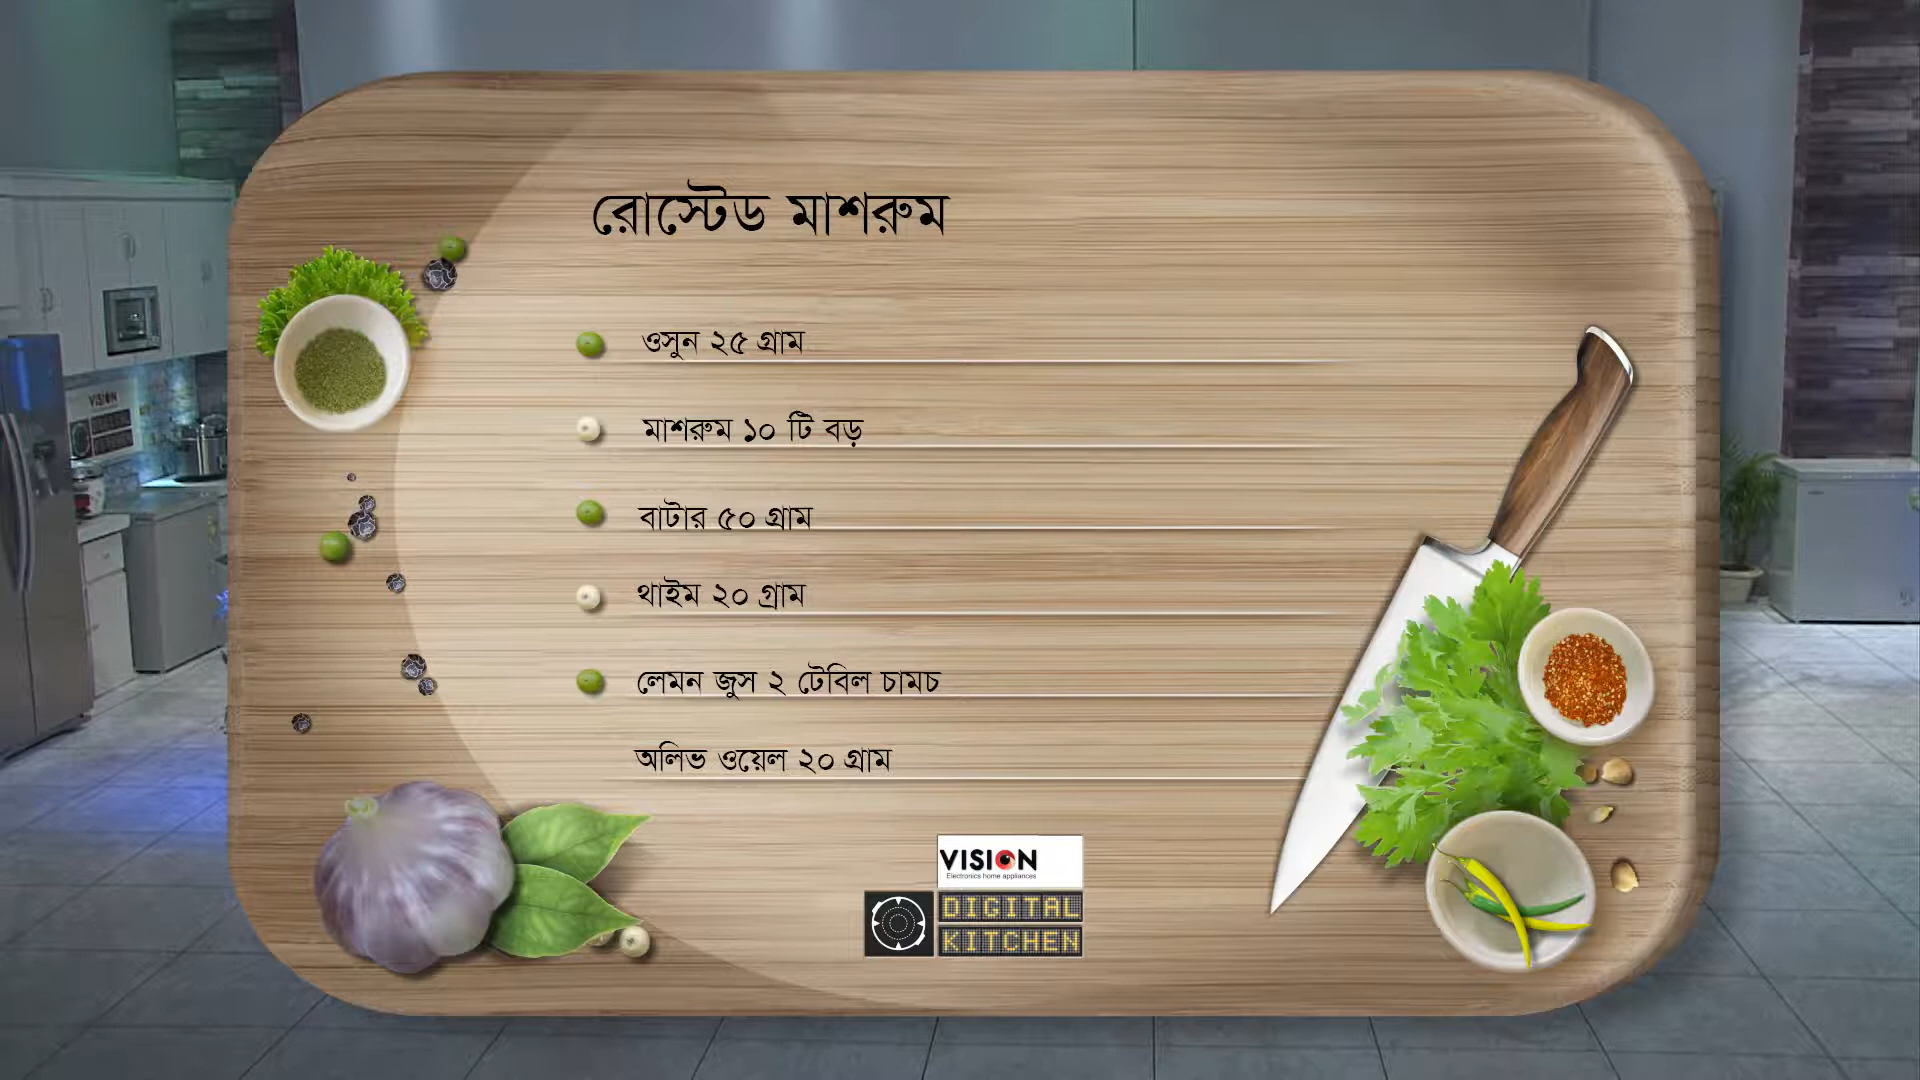 রোস্টেড মাশরুম
ওসুন ২৫ গ্রাম
মাশরুম ১০ টি বড়
বাটার ৫০ গ্রাম
থাইম ২০ গ্রাম
লেমন জুস ২ টেবিল চামচ
অলিভ ওয়েল ২০ গ্রাম
VISION
Electronics home appliances
DIGITAL
KITCHEN
VISION